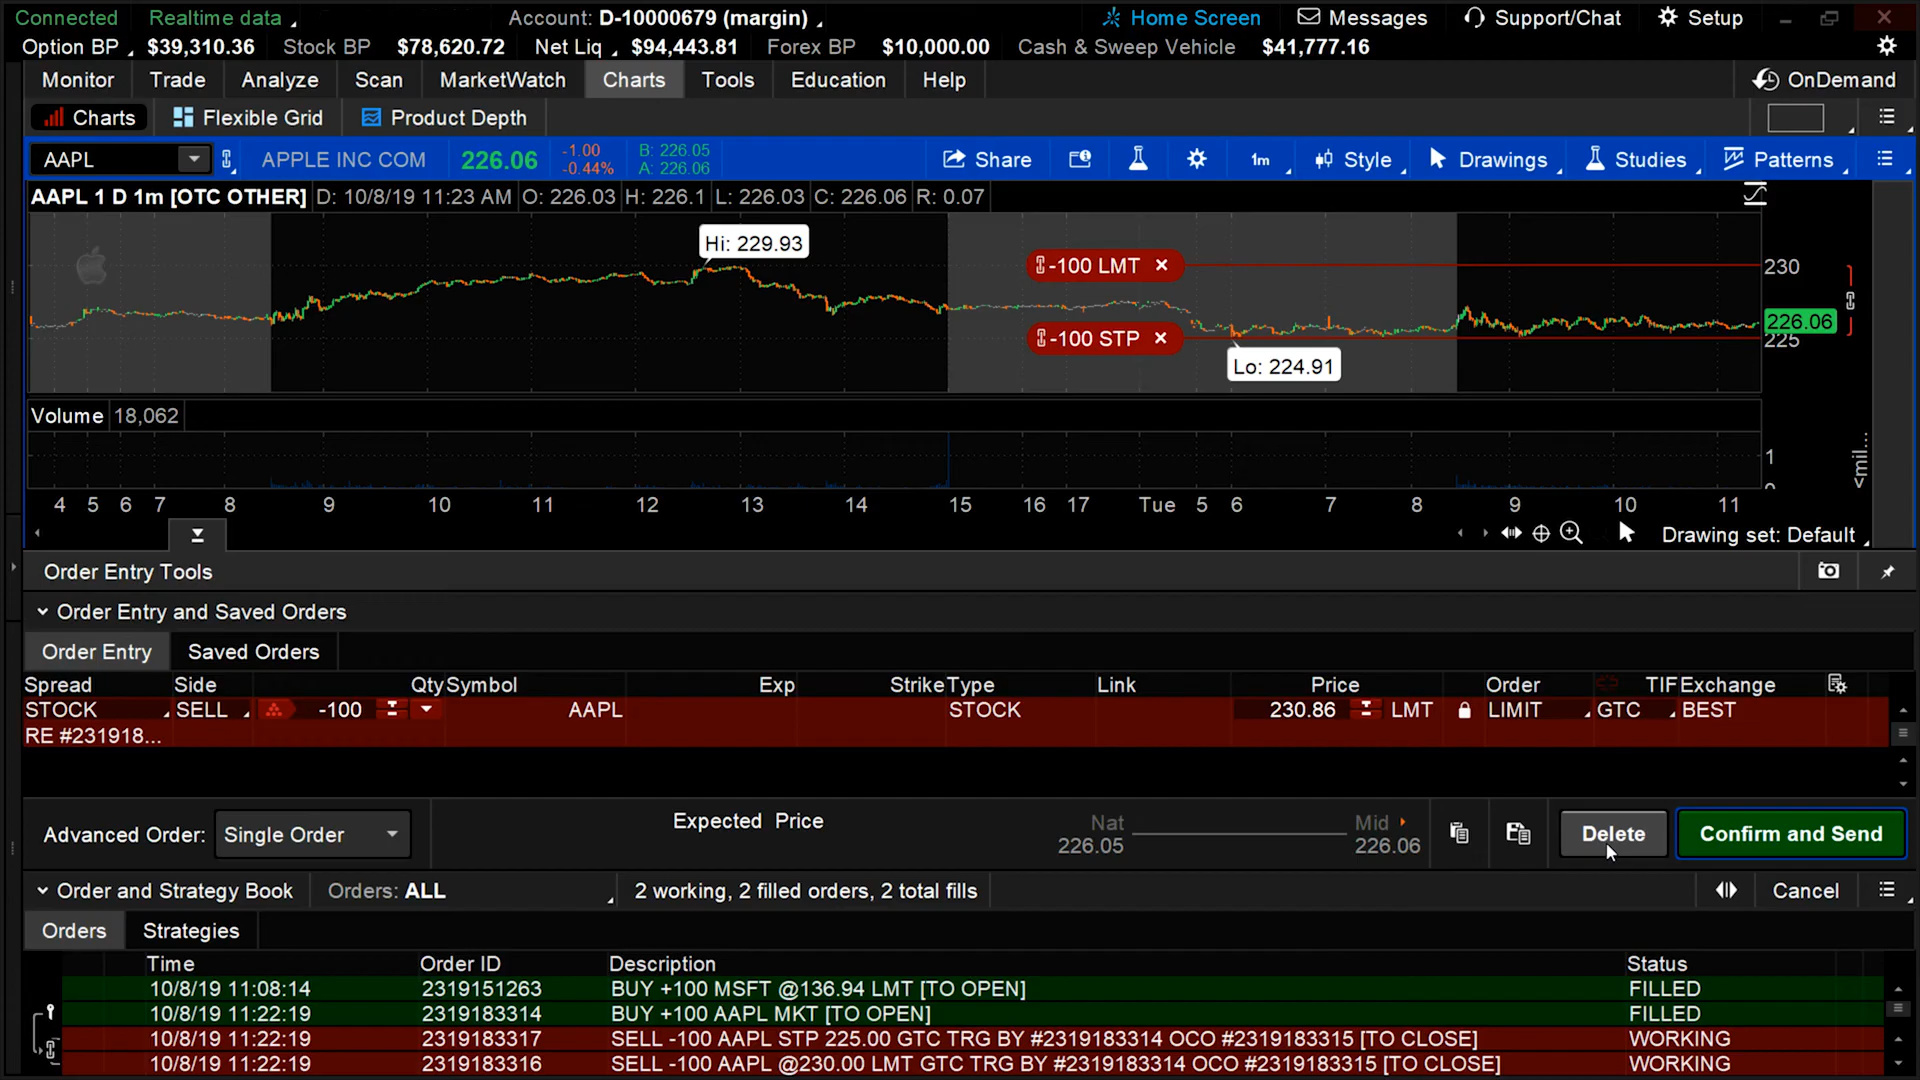 Connected Realtime data Account: D-10000679 (margin) Home Screen Messages Support/Chat Setup
Option BP $39,310.36 Stock BP $78,620.72 Net Liq $94,443.81 Forex BP $10,000.00 Cash & Sweep Vehicle $41,777.16
Monitor Trade Analyze Scan MarketWatch Charts Tools Education Help OnDemand
Charts Flexible Grid Product Depth
AAPL APPLE INC COM 226.06 -1.00 -0.44% B: 226.05 A: 226.06 Share 1m Style Drawings Studies Patterns
AAPL 1 D 1m [OTC OTHER] D: 10/8/19 11:23 AM O: 226.03 H: 226.1 L: 226.03 C: 226.06 R: 0.07
Hi: 229.93
-100 LMT 230
226.06
-100 STP 225
Lo: 224.91
Volume 18,062
1
<mil...
0
4 5 6 7 8 9 10 11 12 13 14 15 16 17 Tue 5 6 7 8 9 10 11
Drawing set: Default
Order Entry Tools
Order Entry and Saved Orders
Order Entry Saved Orders
Spread Side Qty Symbol Exp Strike Type Link Price Order TIF Exchange
STOCK SELL -100 AAPL STOCK 230.86 LMT LIMIT GTC BEST
RE #231918...
Advanced Order: Single Order Expected Price Nat 226.05 Mid 226.06 Delete Confirm and Send
Order and Strategy Book Orders: ALL 2 working, 2 filled orders, 2 total fills Cancel
Orders Strategies
Time Order ID Description Status
10/8/19 11:08:14 2319151263 BUY +100 MSFT @136.94 LMT [TO OPEN] FILLED
10/8/19 11:22:19 2319183314 BUY +100 AAPL MKT [TO OPEN] FILLED
10/8/19 11:22:19 2319183317 SELL -100 AAPL STP 225.00 GTC TRG BY #2319183314 OCO #2319183315 [TO CLOSE] WORKING
10/8/19 11:22:19 2319183316 SELL -100 AAPL @230.00 LMT GTC TRG BY #2319183314 OCO #2319183315 [TO CLOSE] WORKING